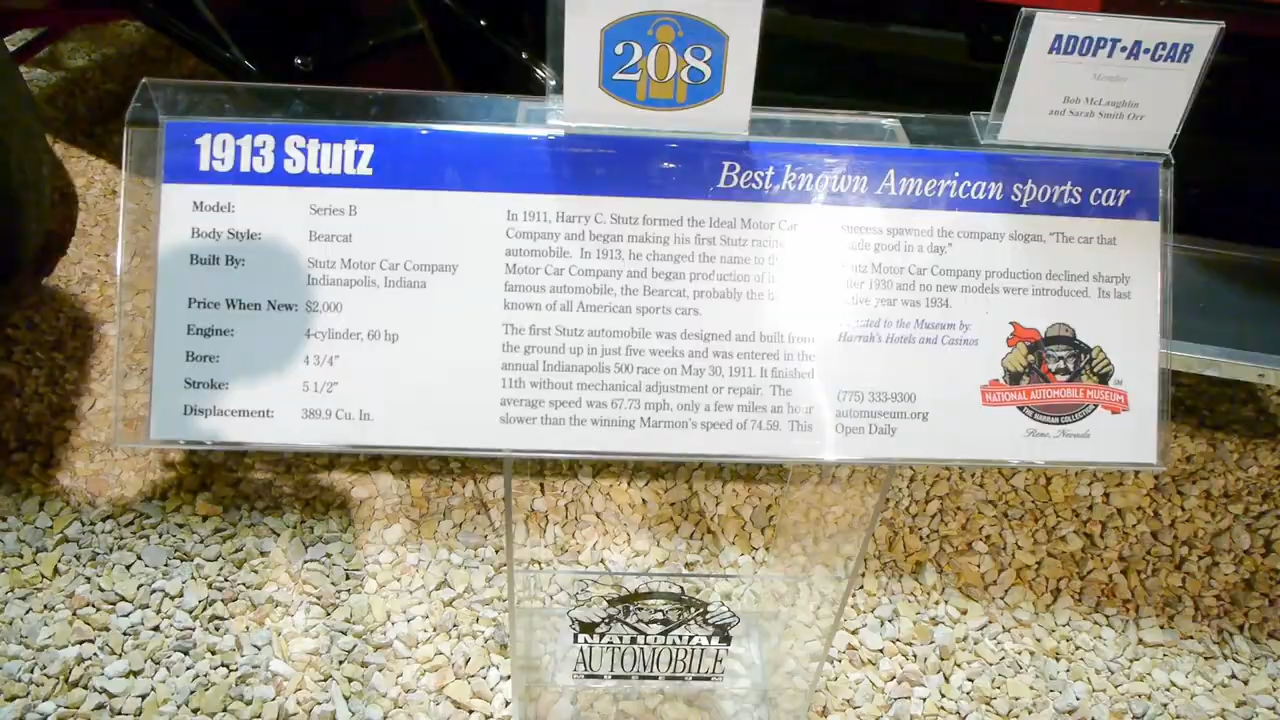 208
ADOPT•A•CAR
Member
Bob McLaughlin
and Sarah Smith Orr
1913 Stutz
Best known American sports car
Model: Series B
Body Style: Bearcat
Built By: Stutz Motor Car Company
Indianapolis, Indiana
Price When New: $2,000
Engine: 4-cylinder, 60 hp
Bore: 4 3/4"
Stroke: 5 1/2"
Displacement: 389.9 Cu. In.
In 1911, Harry C. Stutz formed the Ideal Motor Car
Company and began making his first Stutz racing
automobile. In 1913, he changed the name to
Motor Car Company and began production of
famous automobile, the Bearcat, probably the
known of all American sports cars.
The first Stutz automobile was designed and built from
the ground up in just five weeks and was entered in the
annual Indianapolis 500 race on May 30, 1911. It finished
11th without mechanical adjustment or repair. The
average speed was 67.73 mph, only a few miles an hour
slower than the winning Marmon's speed of 74.59. This
success spawned the company slogan, "The car that
made good in a day."
Stutz Motor Car Company production declined sharply
after 1930 and no new models were introduced. Its last
active year was 1934.
Donated to the Museum by:
Harrah's Hotels and Casinos
(775) 333-9300
automuseum.org
Open Daily
SM
NATIONAL AUTOMOBILE MUSEUM
THE HARRAH COLLECTION
Reno, Nevada
NATIONAL
AUTOMOBILE
MUSEUM